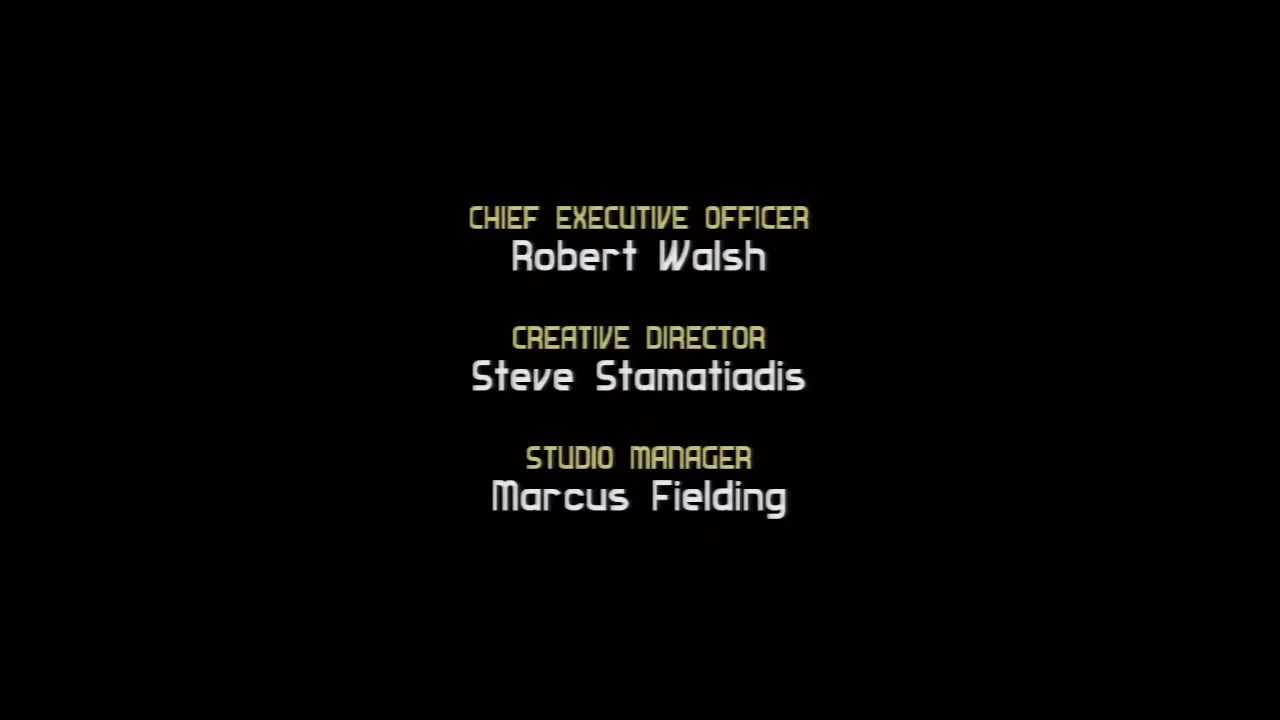 CHIEF EXECUTIVE OFFICER
Robert Walsh
CREATIVE DIRECTOR
Steve Stamatiadis
STUDIO MANAGER
Marcus Fielding